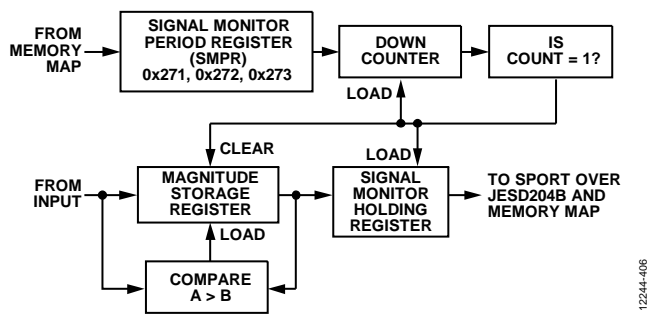 FROM
MEMORY
MAP
SIGNAL MONITOR
PERIOD REGISTER
(SMPR)
0x271, 0x272, 0x273
DOWN
COUNTER
IS
COUNT = 1?
LOAD
CLEAR
LOAD
FROM
INPUT
MAGNITUDE
STORAGE
REGISTER
SIGNAL
MONITOR
HOLDING
REGISTER
TO SPORT OVER
JESD204B AND
MEMORY MAP
LOAD
COMPARE
A > B
12244-406